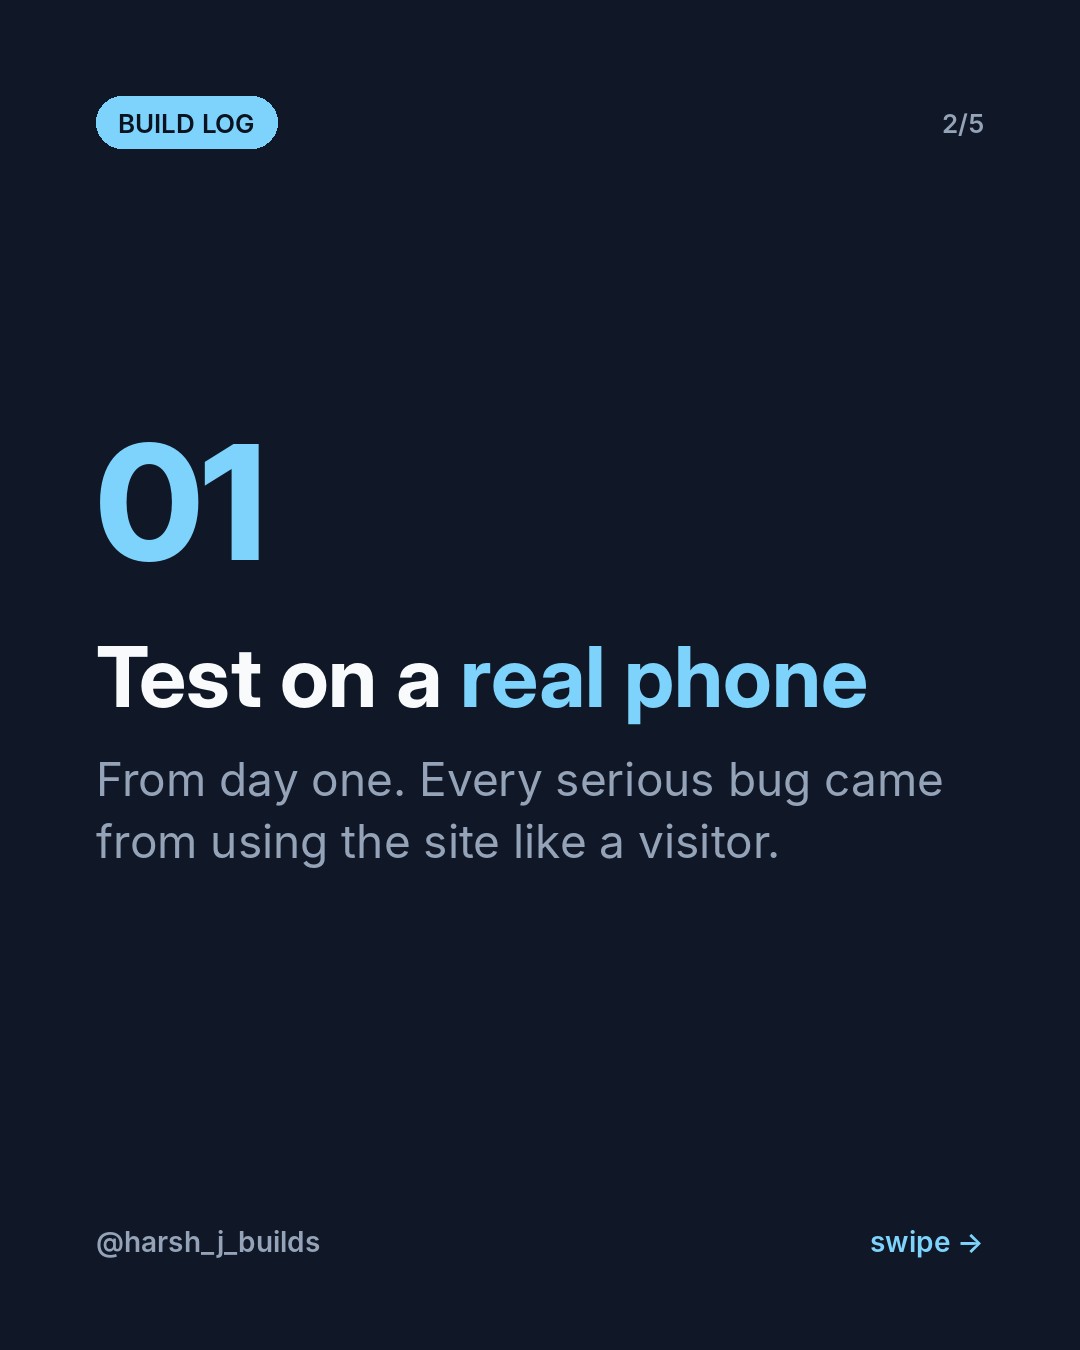 BUILD LOG
2/5
01
Test on a real phone
From day one. Every serious bug came
from using the site like a visitor.
@harsh_j_builds
swipe →